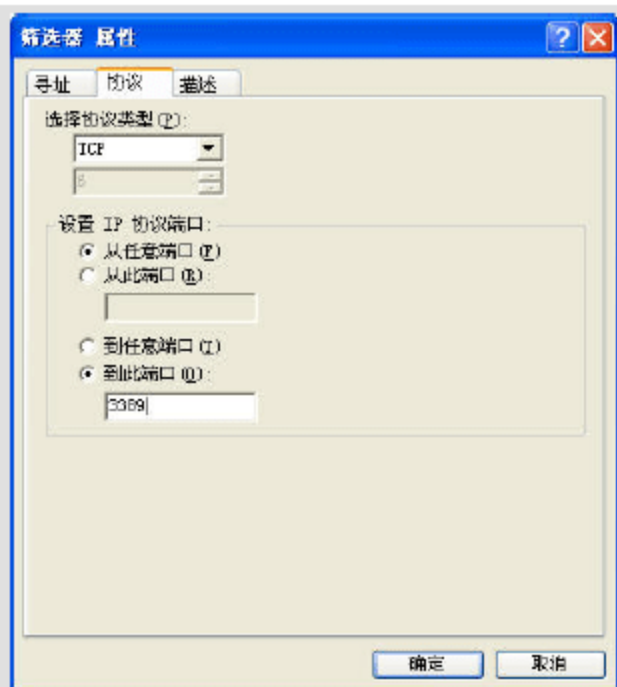 筛选器 属性
寻址 协议 描述
选择协议类型(P):
TCP
6
设置 IP 协议端口:
从任意端口(F)
从此端口(R):
到任意端口(T)
到此端口(O):
3389
确定 取消